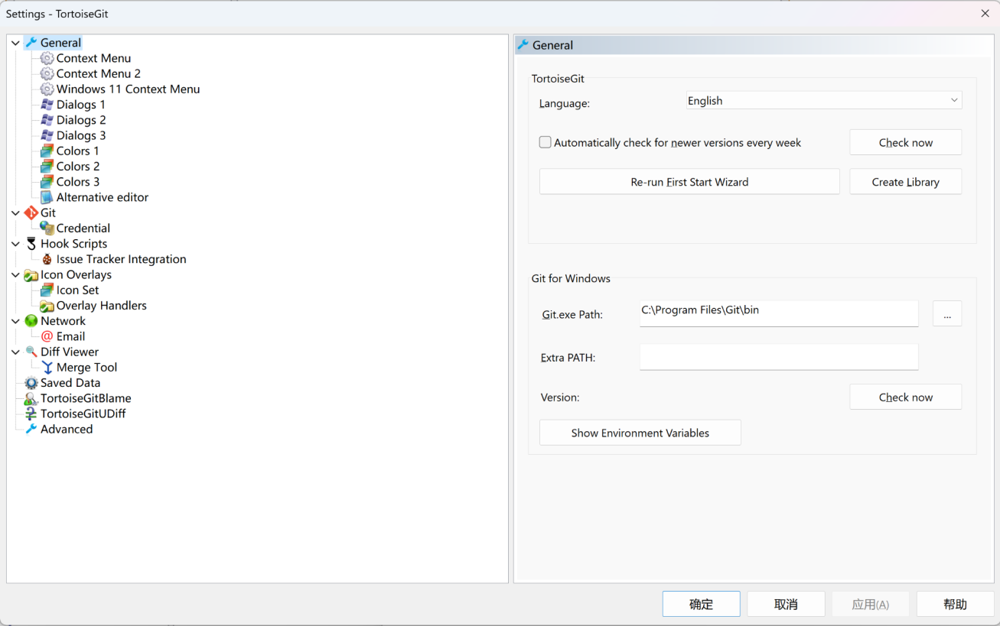 Settings - TortoiseGit
General
Context Menu
Context Menu 2
Windows 11 Context Menu
Dialogs 1
Dialogs 2
Dialogs 3
Colors 1
Colors 2
Colors 3
Alternative editor
Git
Credential
Hook Scripts
Issue Tracker Integration
Icon Overlays
Icon Set
Overlay Handlers
Network
Email
Diff Viewer
Merge Tool
Saved Data
TortoiseGitBlame
TortoiseGitUDiff
Advanced
General
TortoiseGit
Language: English
Automatically check for newer versions every week Check now
Re-run First Start Wizard Create Library
Git for Windows
Git.exe Path: C:\Program Files\Git\bin ...
Extra PATH:
Version: Check now
Show Environment Variables
确定 取消 应用(A) 帮助